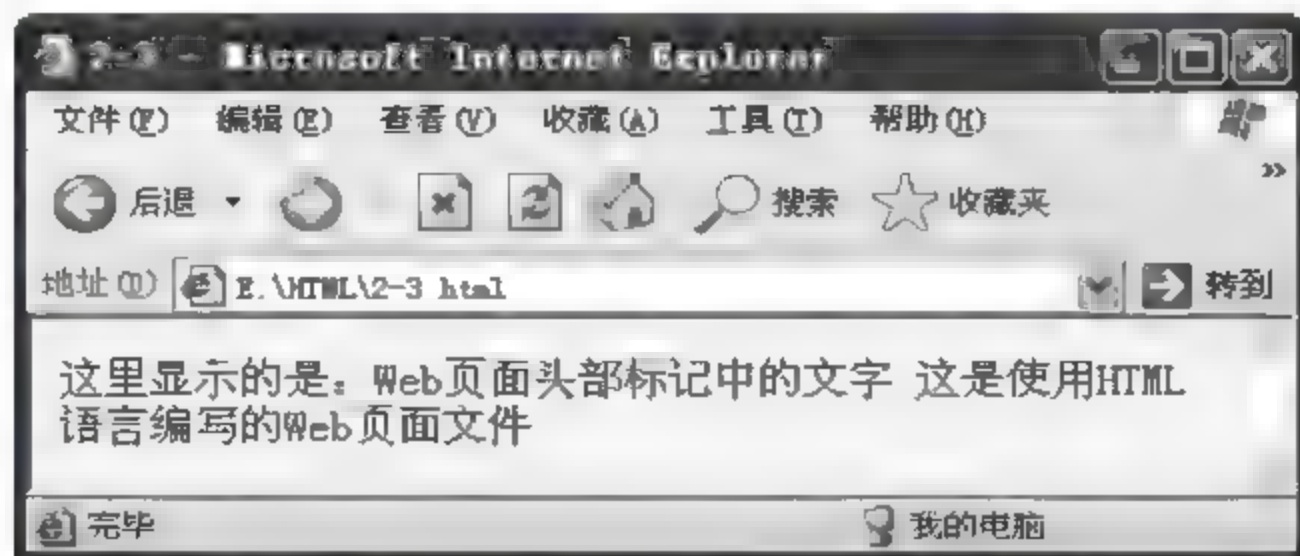 2-3 - Microsoft Internet Explorer
文件(F) 编辑(E) 查看(V) 收藏(A) 工具(T) 帮助(H)
后退 搜索 收藏夹 »
地址(D) E:\HTML\2-3 html 转到
这里显示的是：Web页面头部标记中的文字 这是使用HTML
语言编写的Web页面文件
完毕 我的电脑